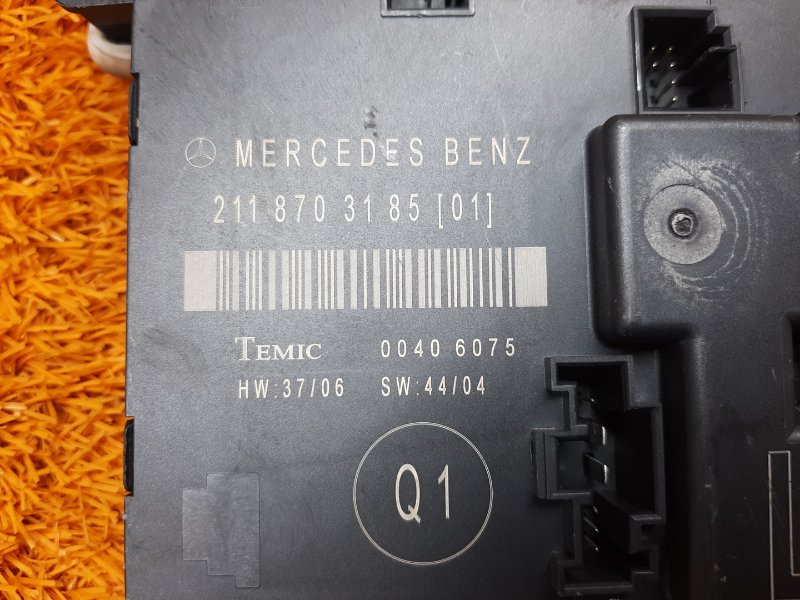 MERCEDES BENZ
211 870 31 85 [01]
TEMIC 0040 6075
HW:37/06 SW:44/04
Q1